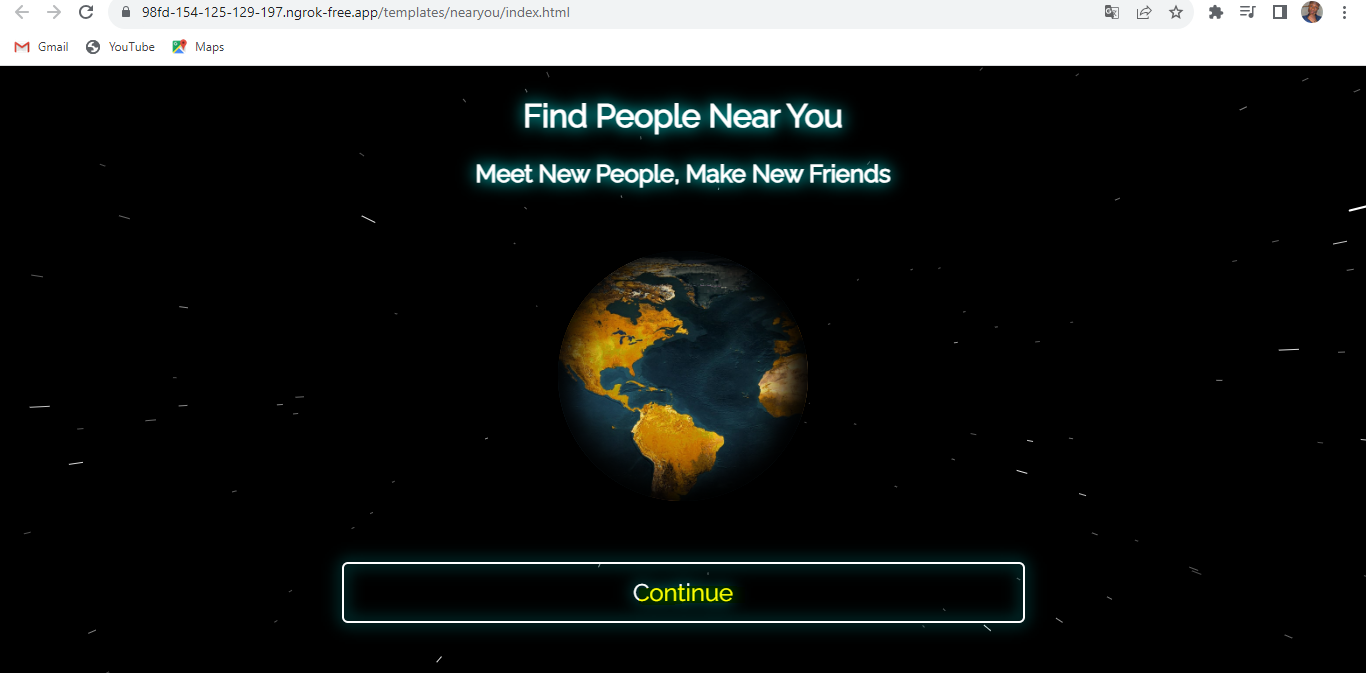 98fd-154-125-129-197.ngrok-free.app/templates/nearyou/index.html
Gmail YouTube Maps
Find People Near You
Meet New People, Make New Friends
Continue